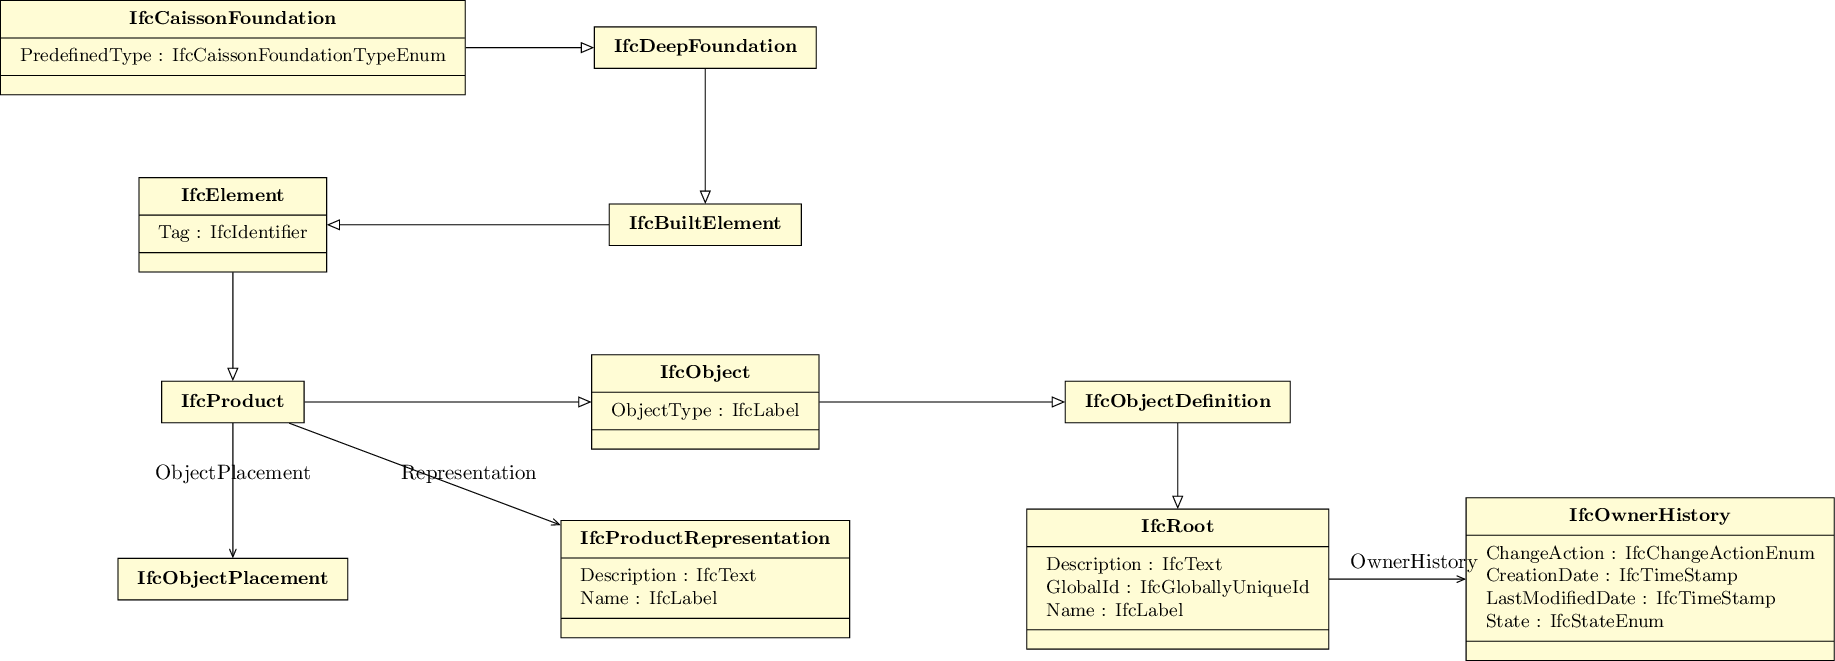 IfcCaissonFoundation
PredefinedType : IfcCaissonFoundationTypeEnum
IfcDeepFoundation
IfcElement
Tag : IfcIdentifier
IfcBuiltElement
IfcProduct
IfcObject
ObjectType : IfcLabel
IfcObjectDefinition
ObjectPlacement
Representation
IfcObjectPlacement
IfcProductRepresentation
Description : IfcText
Name : IfcLabel
IfcRoot
Description : IfcText
GlobalId : IfcGloballyUniqueId
Name : IfcLabel
OwnerHistory
IfcOwnerHistory
ChangeAction : IfcChangeActionEnum
CreationDate : IfcTimeStamp
LastModifiedDate : IfcTimeStamp
State : IfcStateEnum